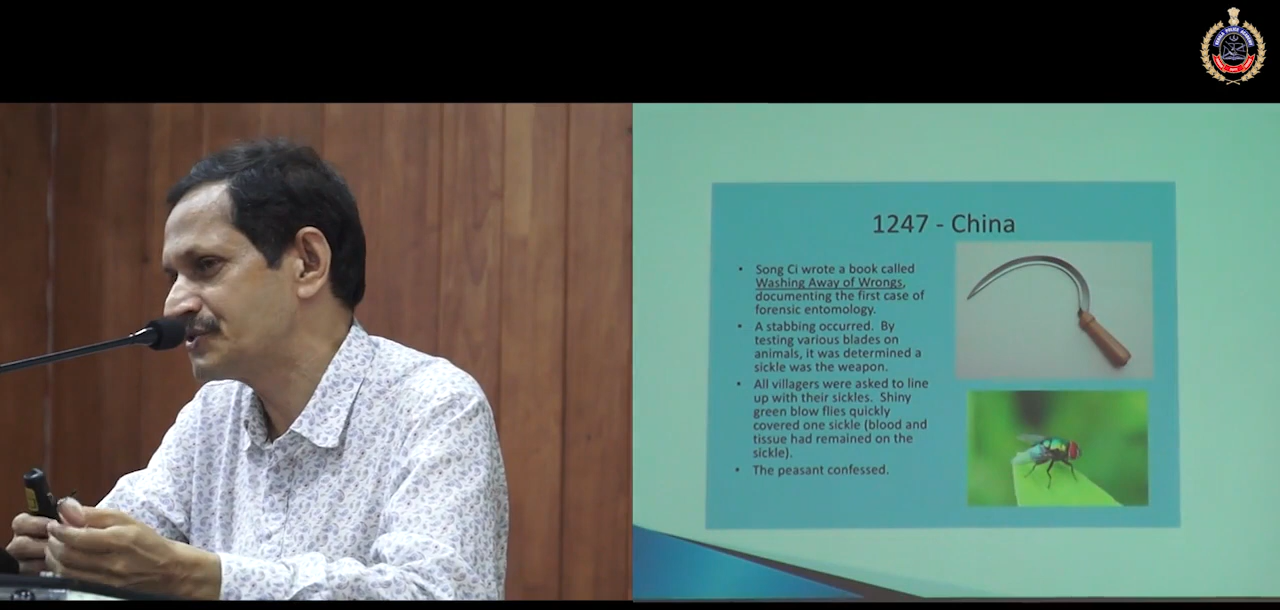 1247 - China
• Song Ci wrote a book called
Washing Away of Wrongs,
documenting the first case of
forensic entomology.
• A stabbing occurred. By
testing various blades on
animals, it was determined a
sickle was the weapon.
• All villagers were asked to line
up with their sickles. Shiny
green blow flies quickly
covered one sickle (blood and
tissue had remained on the
sickle).
• The peasant confessed.